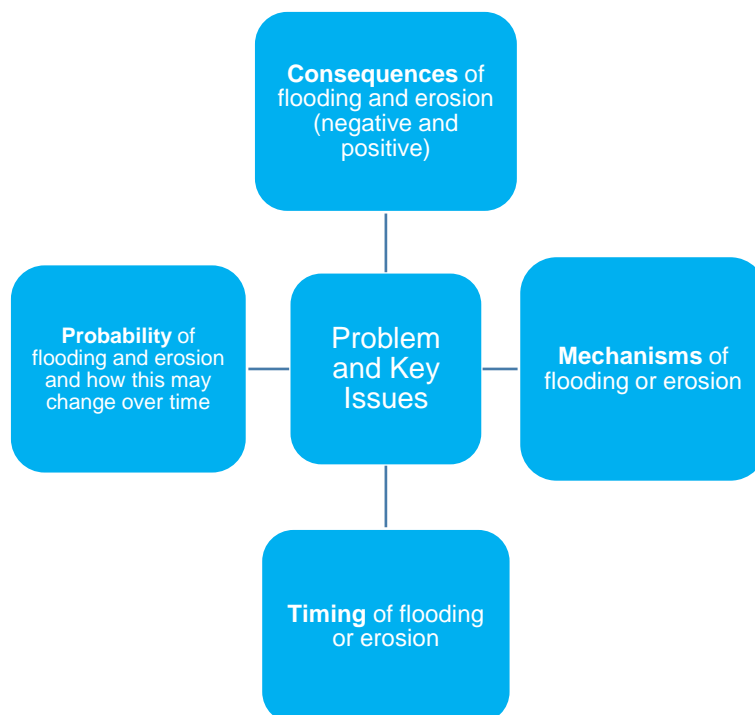 Consequences of
flooding and erosion
(negative and
positive)
Probability of
flooding and erosion
and how this may
change over time
Problem
and Key
Issues
Mechanisms of
flooding or erosion
Timing of flooding
or erosion